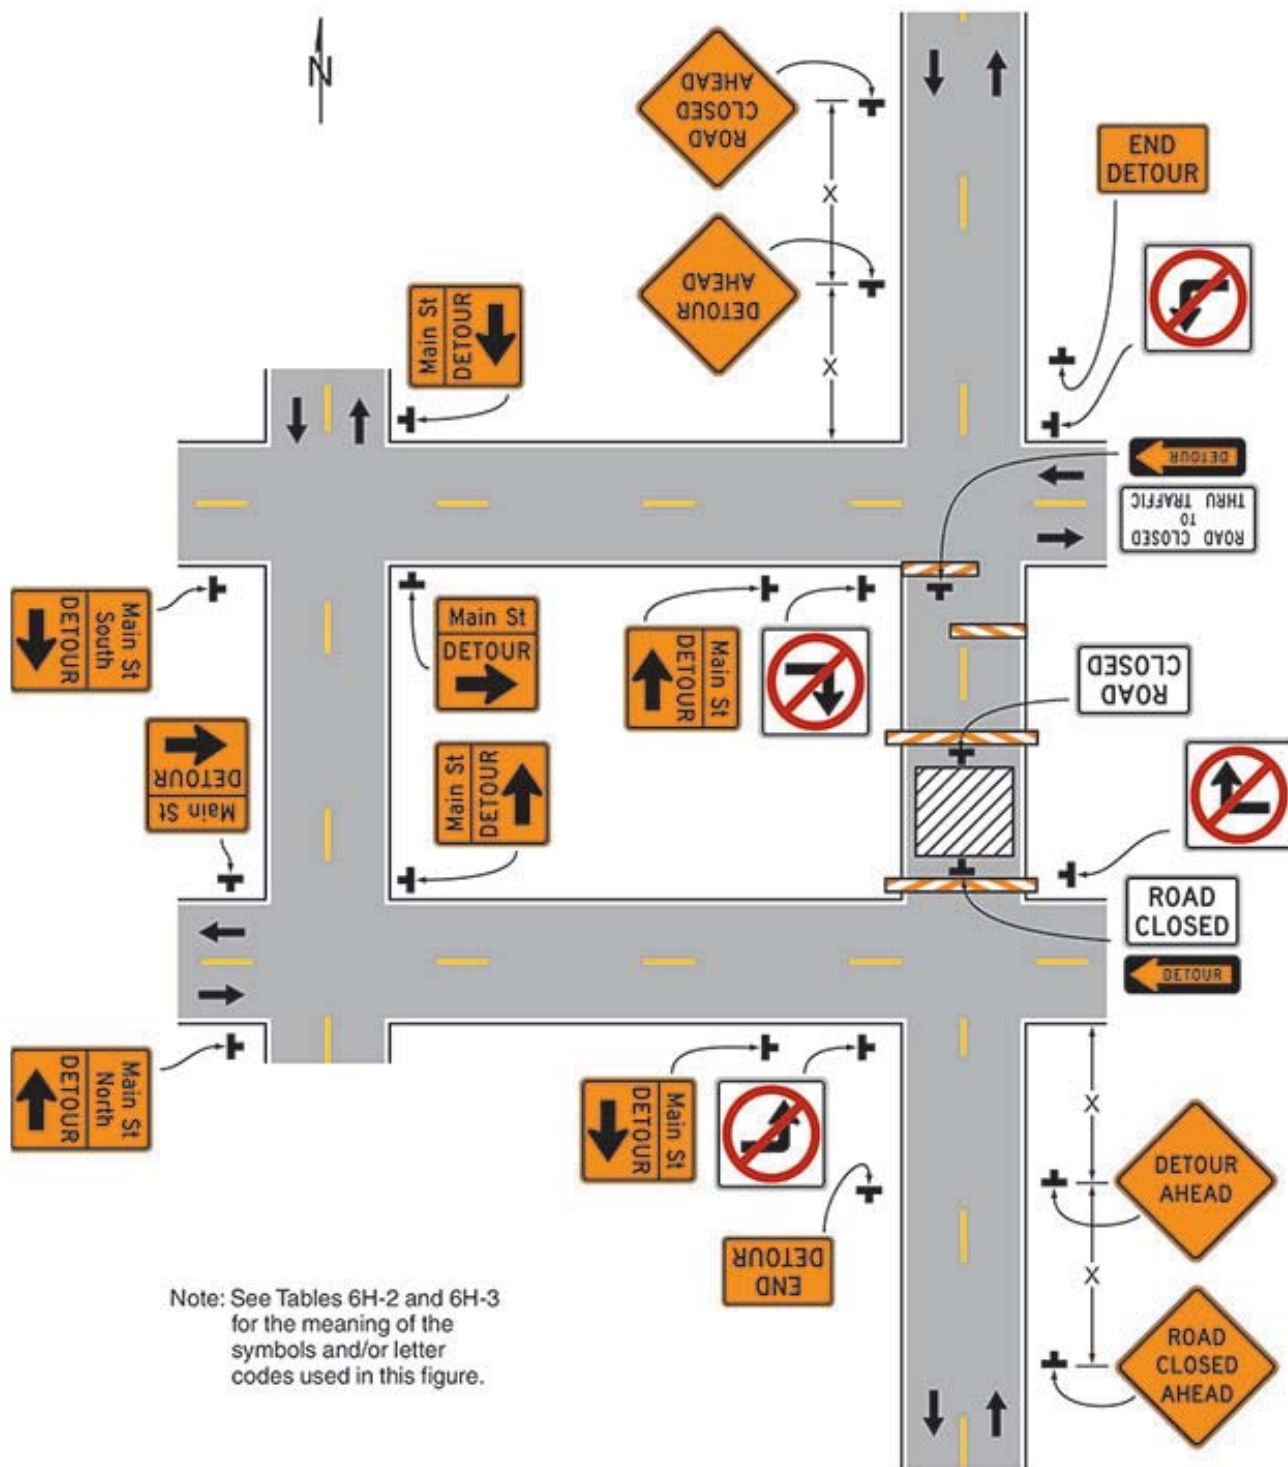 N
ROAD
CLOSED
AHEAD
X
DETOUR
AHEAD
X
END
DETOUR
Main St
DETOUR
DETOUR
ROAD CLOSED
TO
THRU TRAFFIC
Main St
South
DETOUR
Main St
DETOUR
Main St
DETOUR
ROAD
CLOSED
Main St
DETOUR
Main St
DETOUR
ROAD
CLOSED
DETOUR
Main St
North
DETOUR
Main St
DETOUR
END
DETOUR
X
DETOUR
AHEAD
X
ROAD
CLOSED
AHEAD
Note: See Tables 6H-2 and 6H-3
for the meaning of the
symbols and/or letter
codes used in this figure.